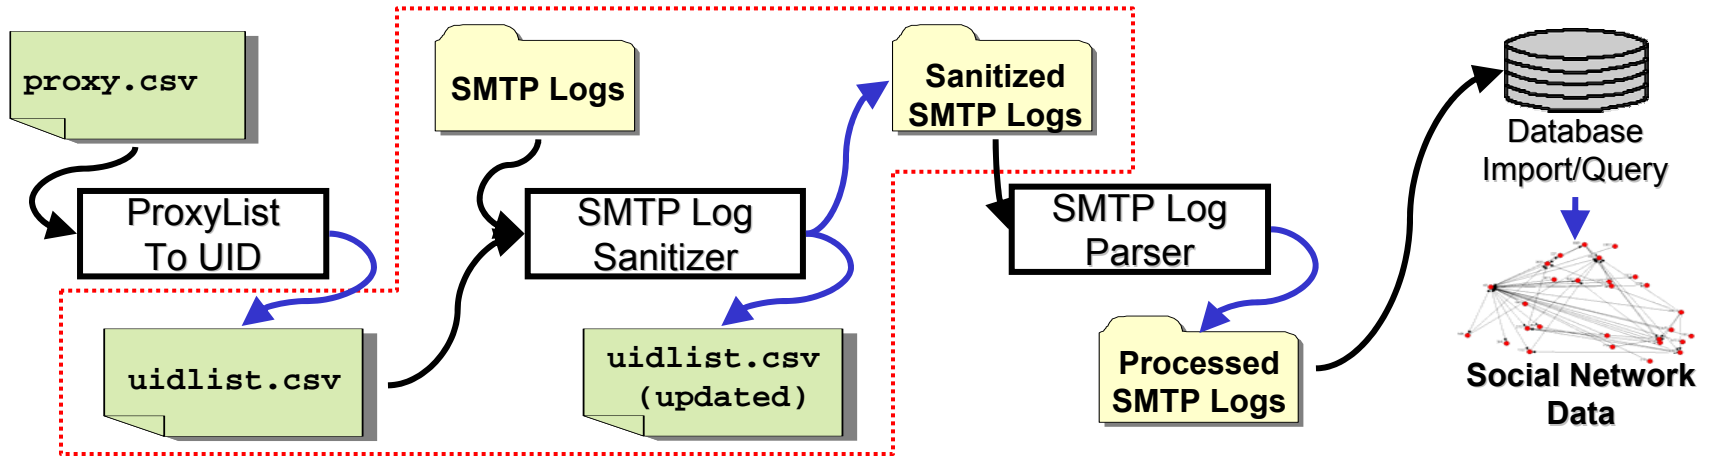 proxy.csv
SMTP Logs
Sanitized
SMTP Logs
Database
Import/Query
ProxyList
To UID
SMTP Log
Sanitizer
SMTP Log
Parser
uidlist.csv
uidlist.csv
(updated)
Processed
SMTP Logs
Social Network
Data